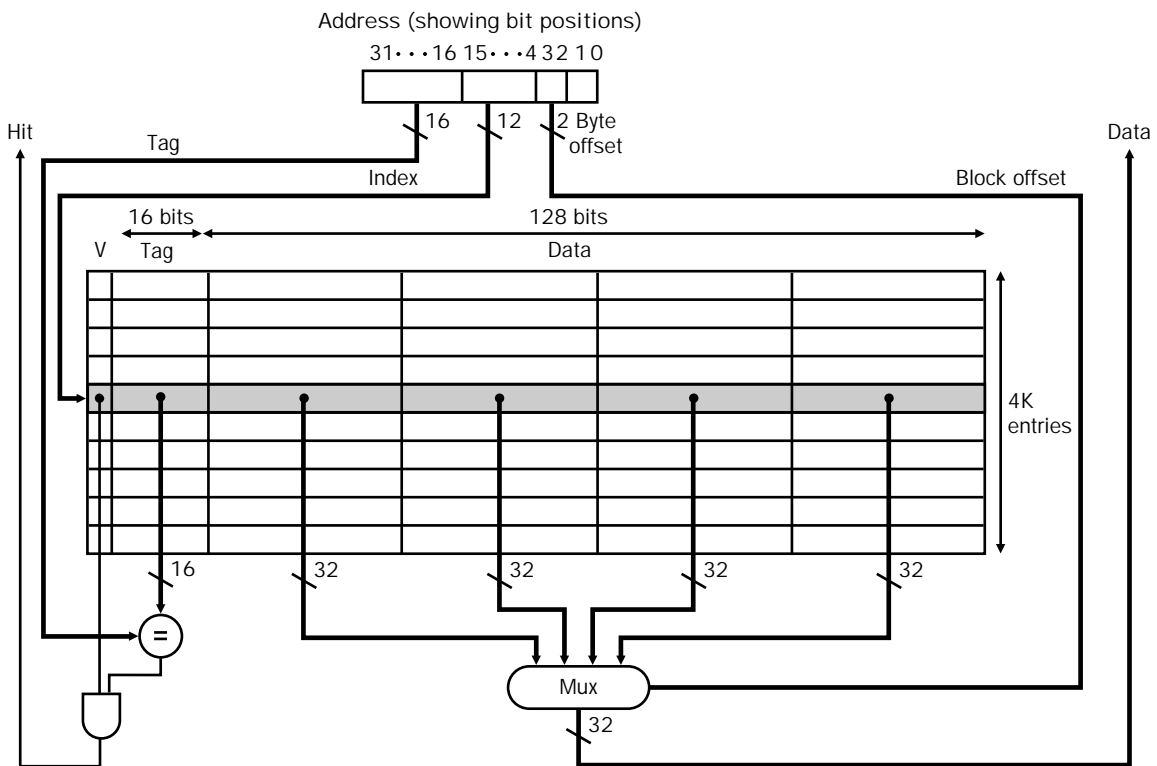 Address (showing bit positions)
31 · · · 16 15 · · · 4 3 2 1 0
16
12
2 Byte
offset
Hit
Data
Tag
Index
Block offset
16 bits
128 bits
V
Tag
Data
4K
entries
16
32
32
32
32
=
Mux
32